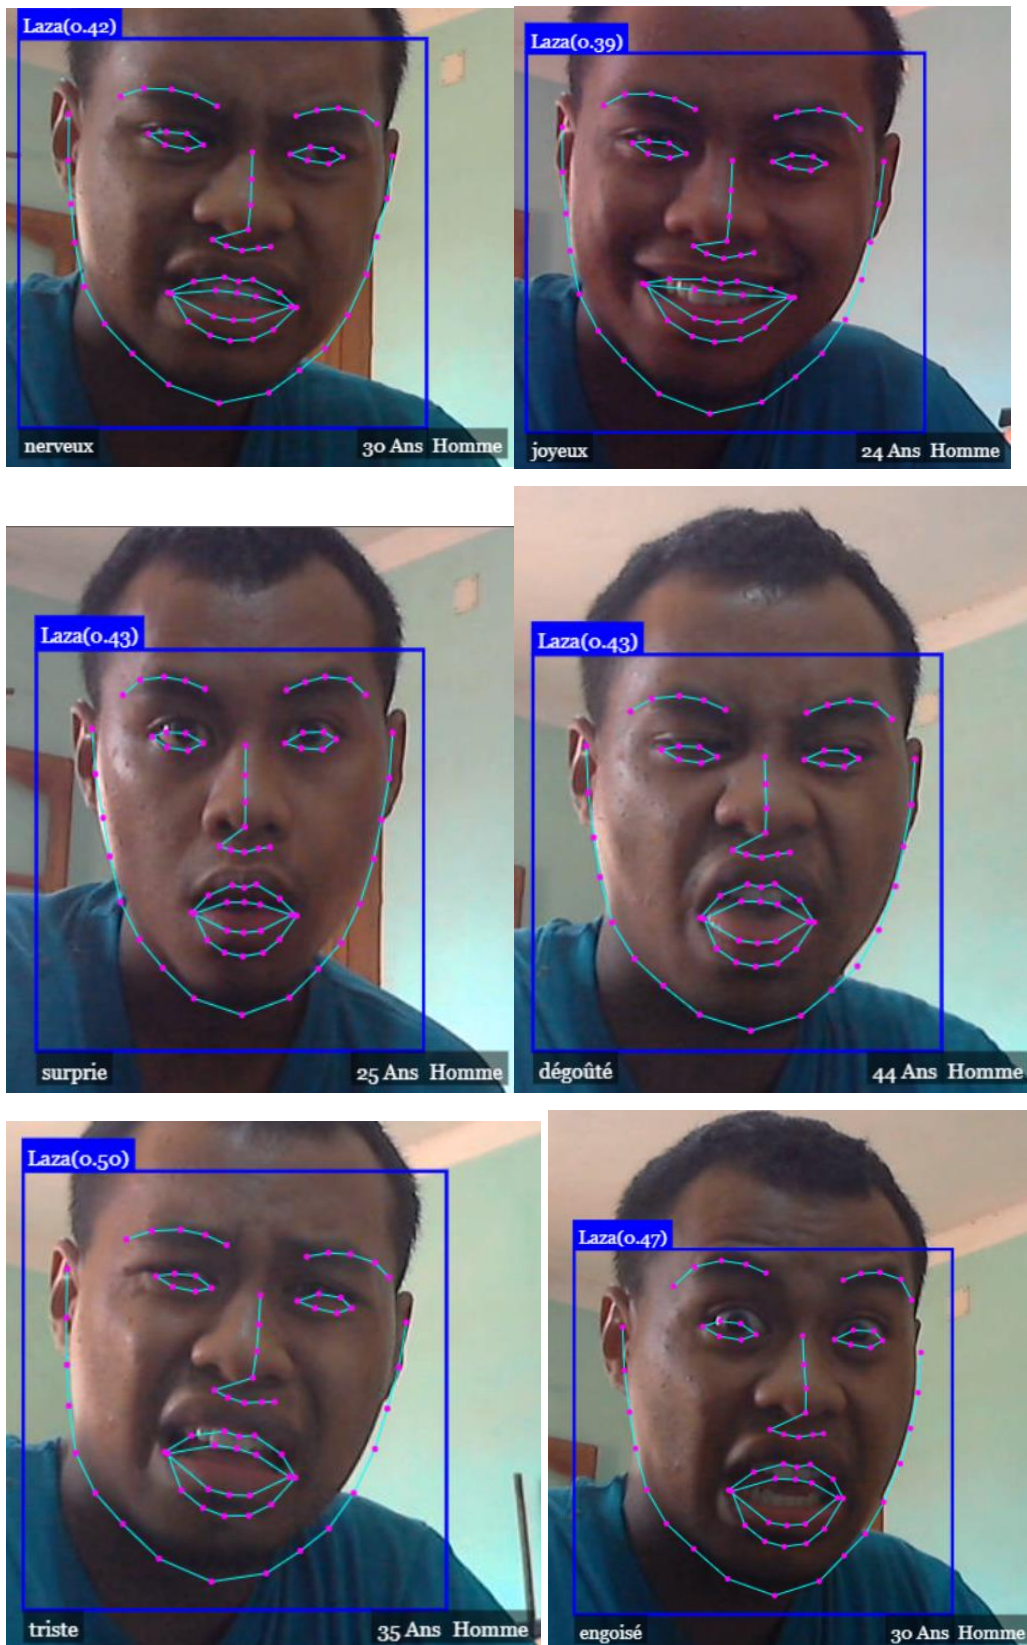 Laza(0.42)
nerveux 30 Ans Homme
Laza(0.39)
joyeux 24 Ans Homme
Laza(0.43)
surprie 25 Ans Homme
Laza(0.43)
dégoûté 44 Ans Homme
Laza(0.50)
triste 35 Ans Homme
Laza(0.47)
engoisé 30 Ans Homme